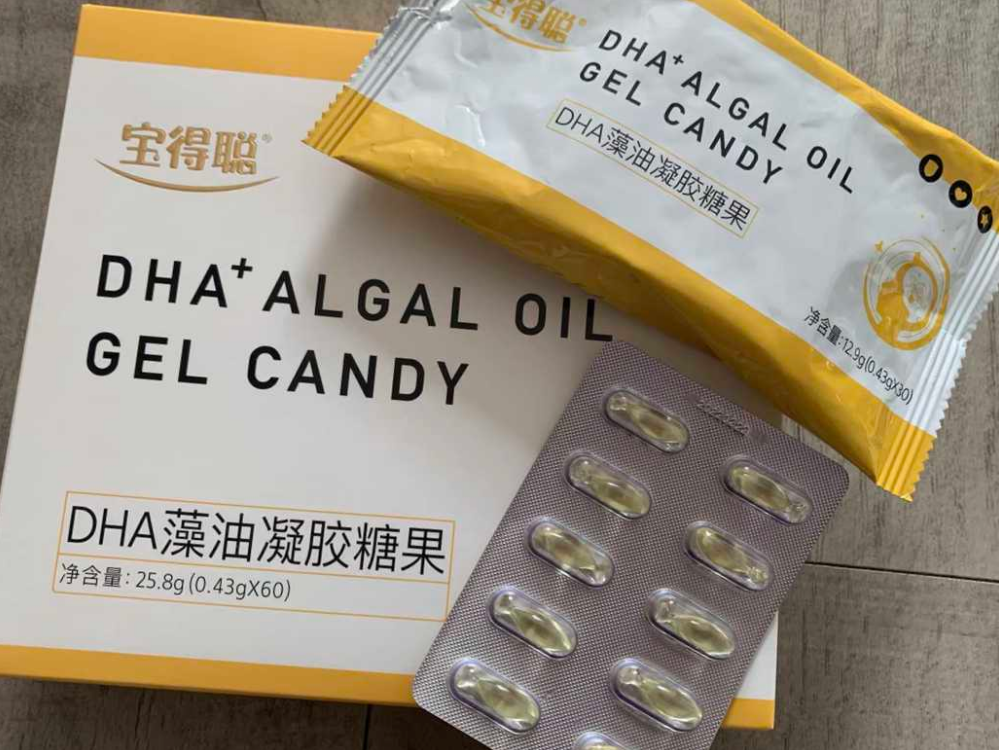 宝得聪®
DHA+ ALGAL OIL
GEL CANDY
DHA藻油凝胶糖果
净含量:12.9g(0.43gX30)
宝得聪®
DHA+ ALGAL OIL
GEL CANDY
DHA藻油凝胶糖果
净含量: 25.8g(0.43gX60)